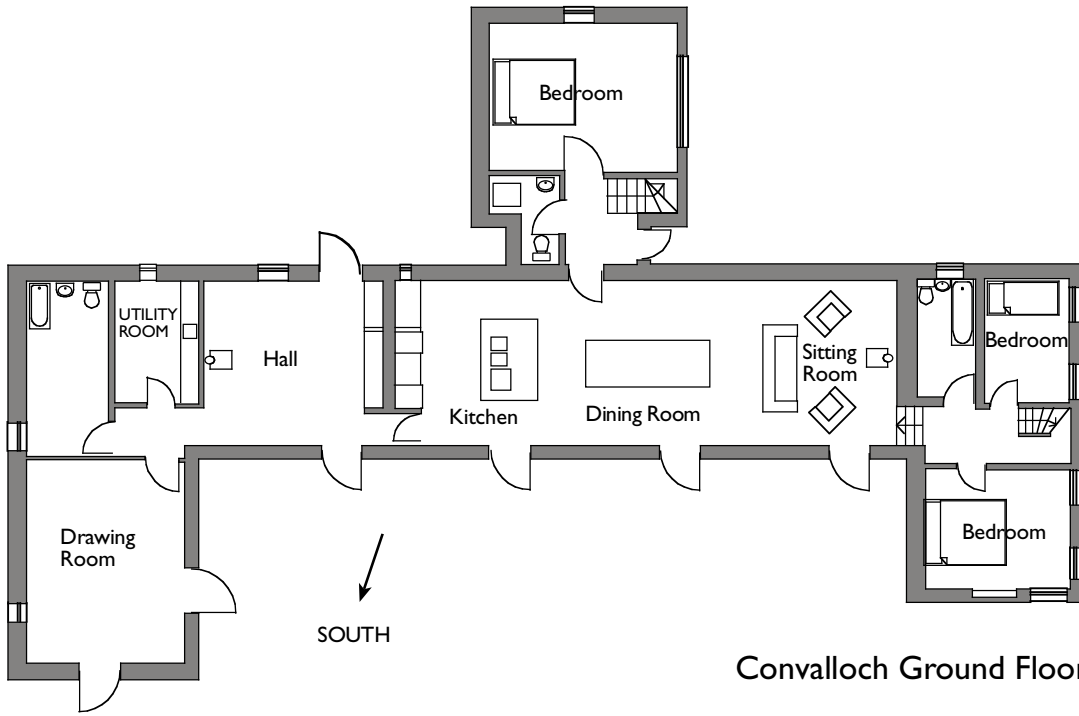 Bedroom
UTILITY
ROOM
Hall
Kitchen
Dining Room
Sitting
Room
Bedroom
Drawing
Room
Bedroom
SOUTH
Convalloch Ground Floor